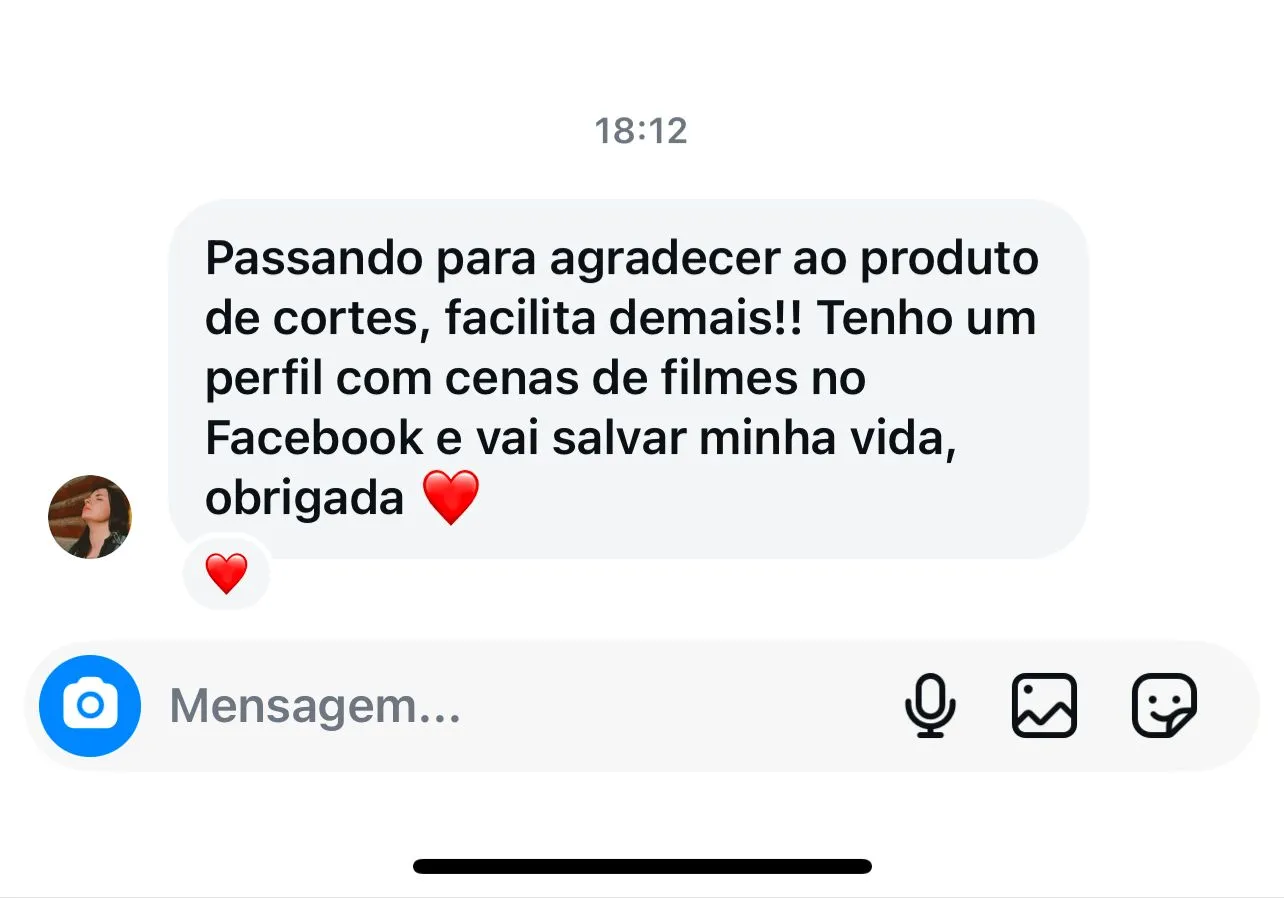 18:12
Passando para agradecer ao produto
de cortes, facilita demais!! Tenho um
perfil com cenas de filmes no
Facebook e vai salvar minha vida,
obrigada ❤️
❤️
Mensagem...